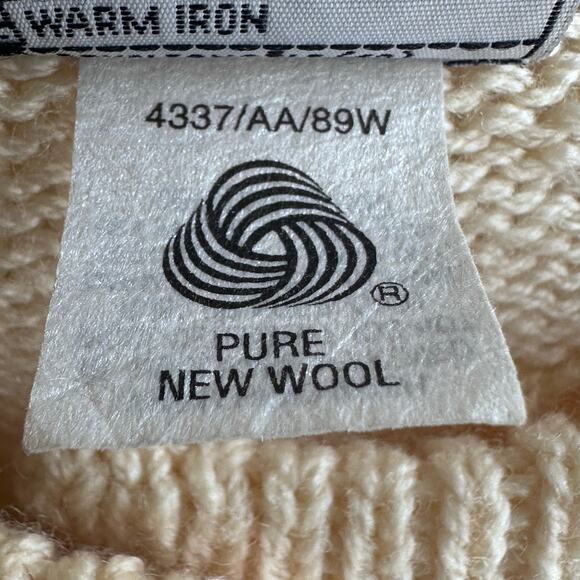 WARM IRON
4337/AA/89W
®
PURE
NEW WOOL